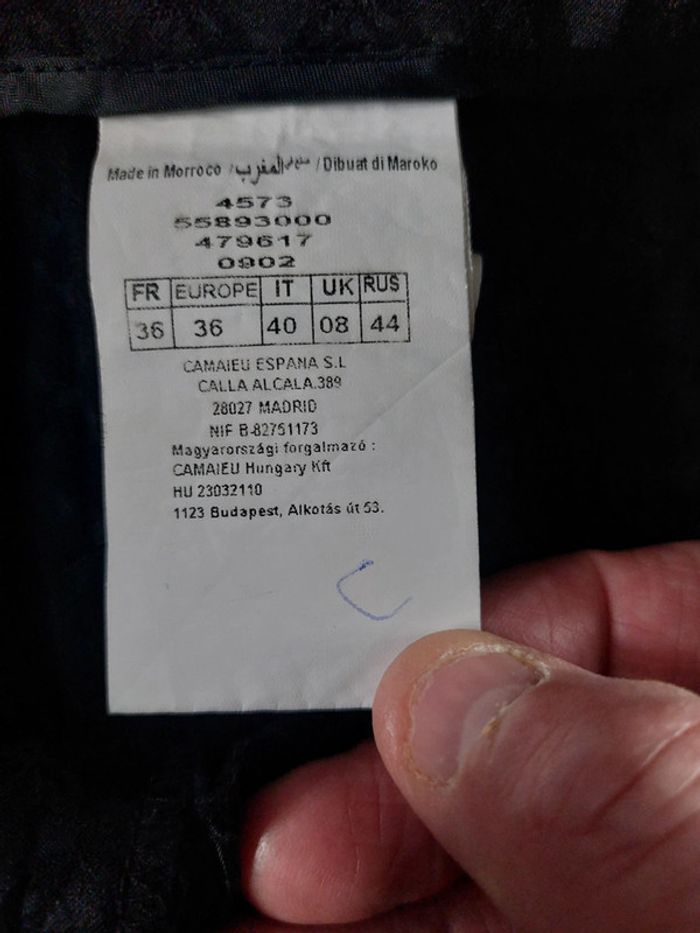 Made in Morroco / صنع في المغرب / Dibuat di Maroko
4573
55893000
479617
0902
FR EUROPE IT UK RUS
36 36 40 08 44
CAMAIEU ESPANA S.L
CALLA ALCALA.389
28027 MADRID
NIF B-82751173
Magyarországi forgalmazó :
CAMAIEU Hungary Kft
HU 23032110
1123 Budapest, Alkotás út 53.